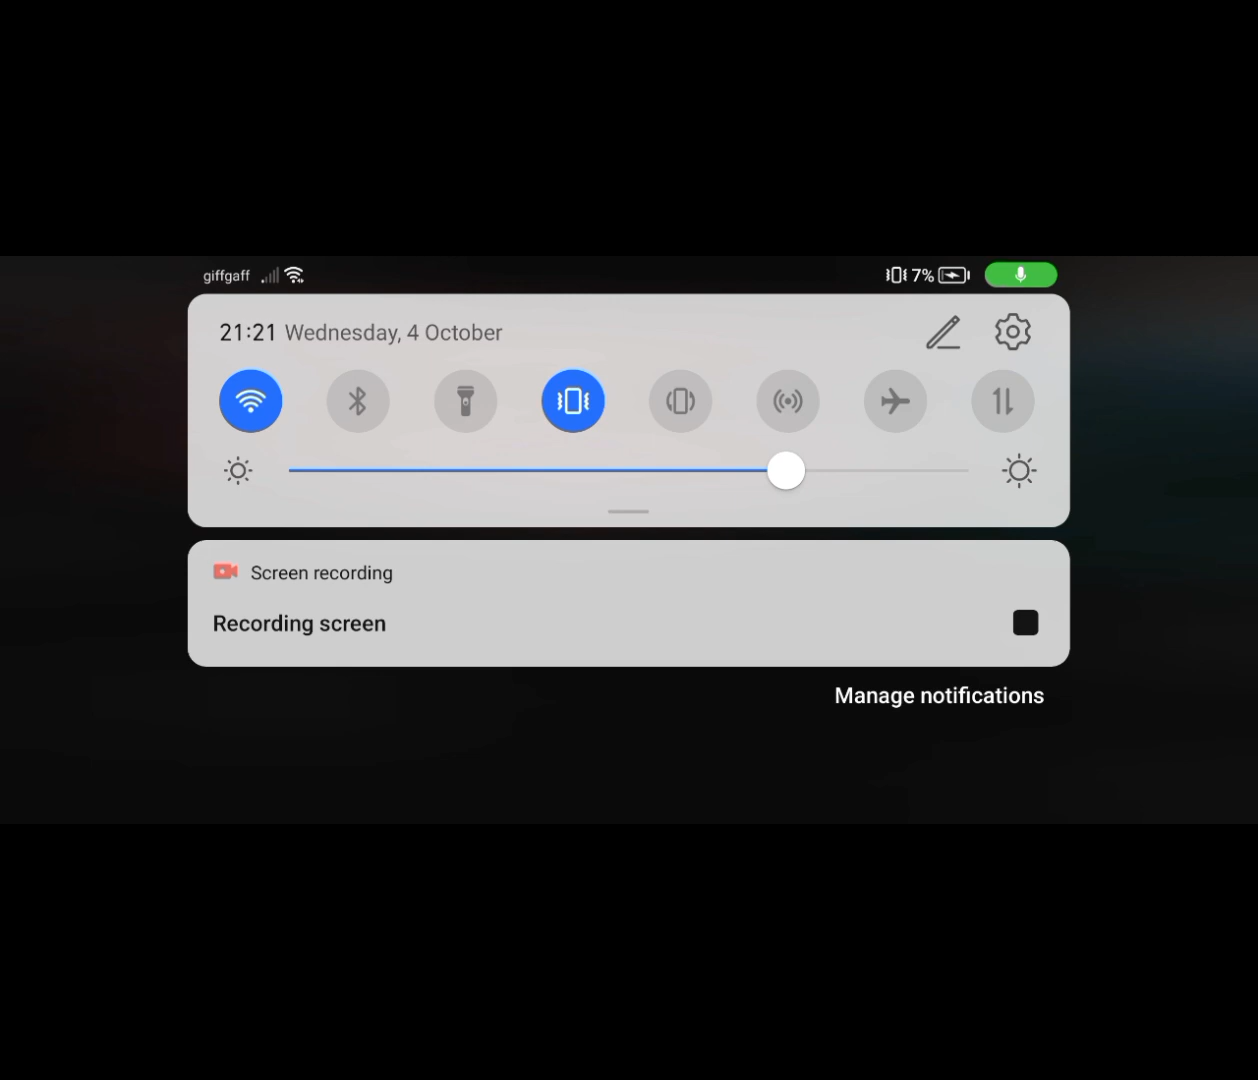 giffgaff 7%
21:21 Wednesday, 4 October
Screen recording
Recording screen
Manage notifications